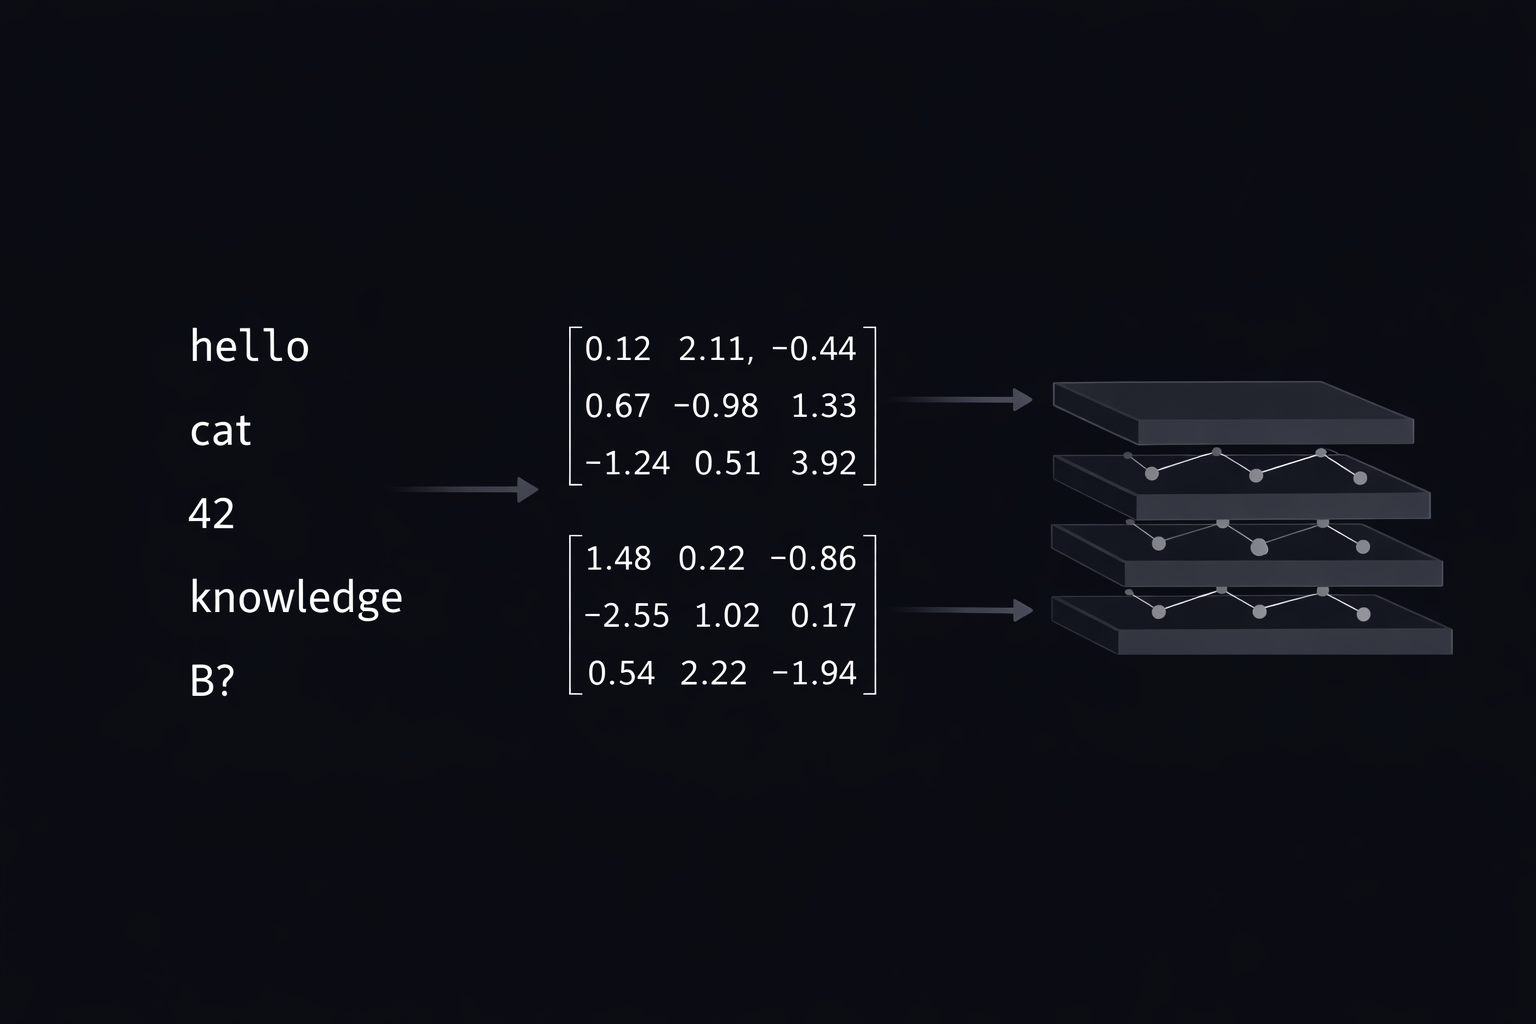 hello
cat
42
knowledge
B?
0.12 2.11, −0.44
0.67 −0.98 1.33
−1.24 0.51 3.92
1.48 0.22 −0.86
−2.55 1.02 0.17
0.54 2.22 −1.94